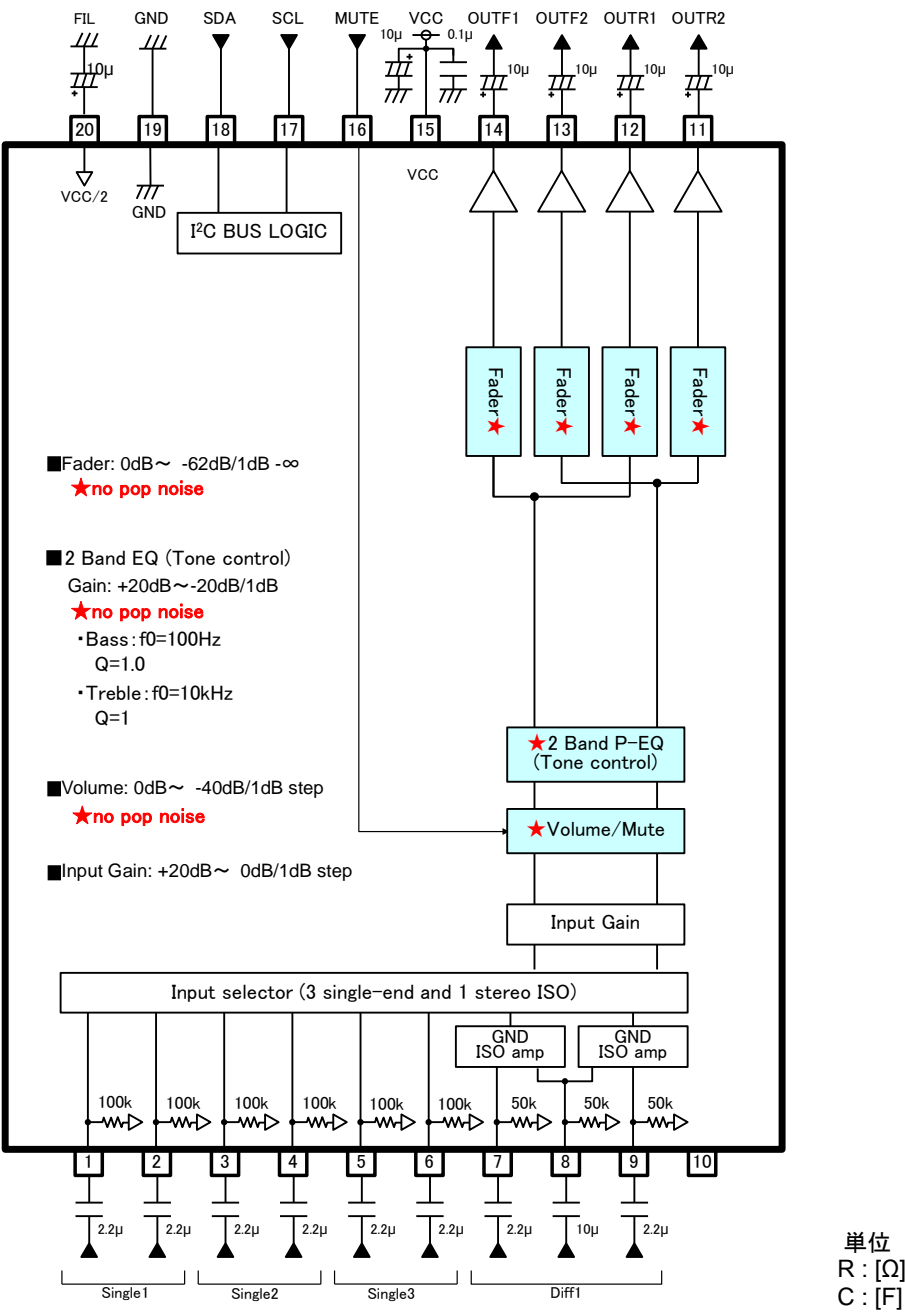 FIL GND SDA SCL MUTE VCC OUTF1 OUTF2 OUTR1 OUTR2
10μ 0.1μ
10μ 10μ 10μ 10μ 10μ
+ + + + + +
20 19 18 17 16 15 14 13 12 11
VCC/2 GND VCC
I²C BUS LOGIC
Fader★ Fader★ Fader★ Fader★
■Fader: 0dB～ -62dB/1dB -∞
★no pop noise
■2 Band EQ (Tone control)
Gain: +20dB～-20dB/1dB
★no pop noise
・Bass：f0=100Hz
Q=1.0
・Treble：f0=10kHz
Q=1
★2 Band P-EQ
(Tone control)
■Volume: 0dB～ -40dB/1dB step
★no pop noise
★Volume/Mute
■Input Gain: +20dB～ 0dB/1dB step
Input Gain
Input selector (3 single-end and 1 stereo ISO)
GND
ISO amp
GND
ISO amp
100k 100k 100k 100k 100k 100k 50k 50k 50k
1 2 3 4 5 6 7 8 9 10
2.2μ 2.2μ 2.2μ 2.2μ 2.2μ 2.2μ 2.2μ 10μ 2.2μ
Single1 Single2 Single3 Diff1
単位
R : [Ω]
C : [F]